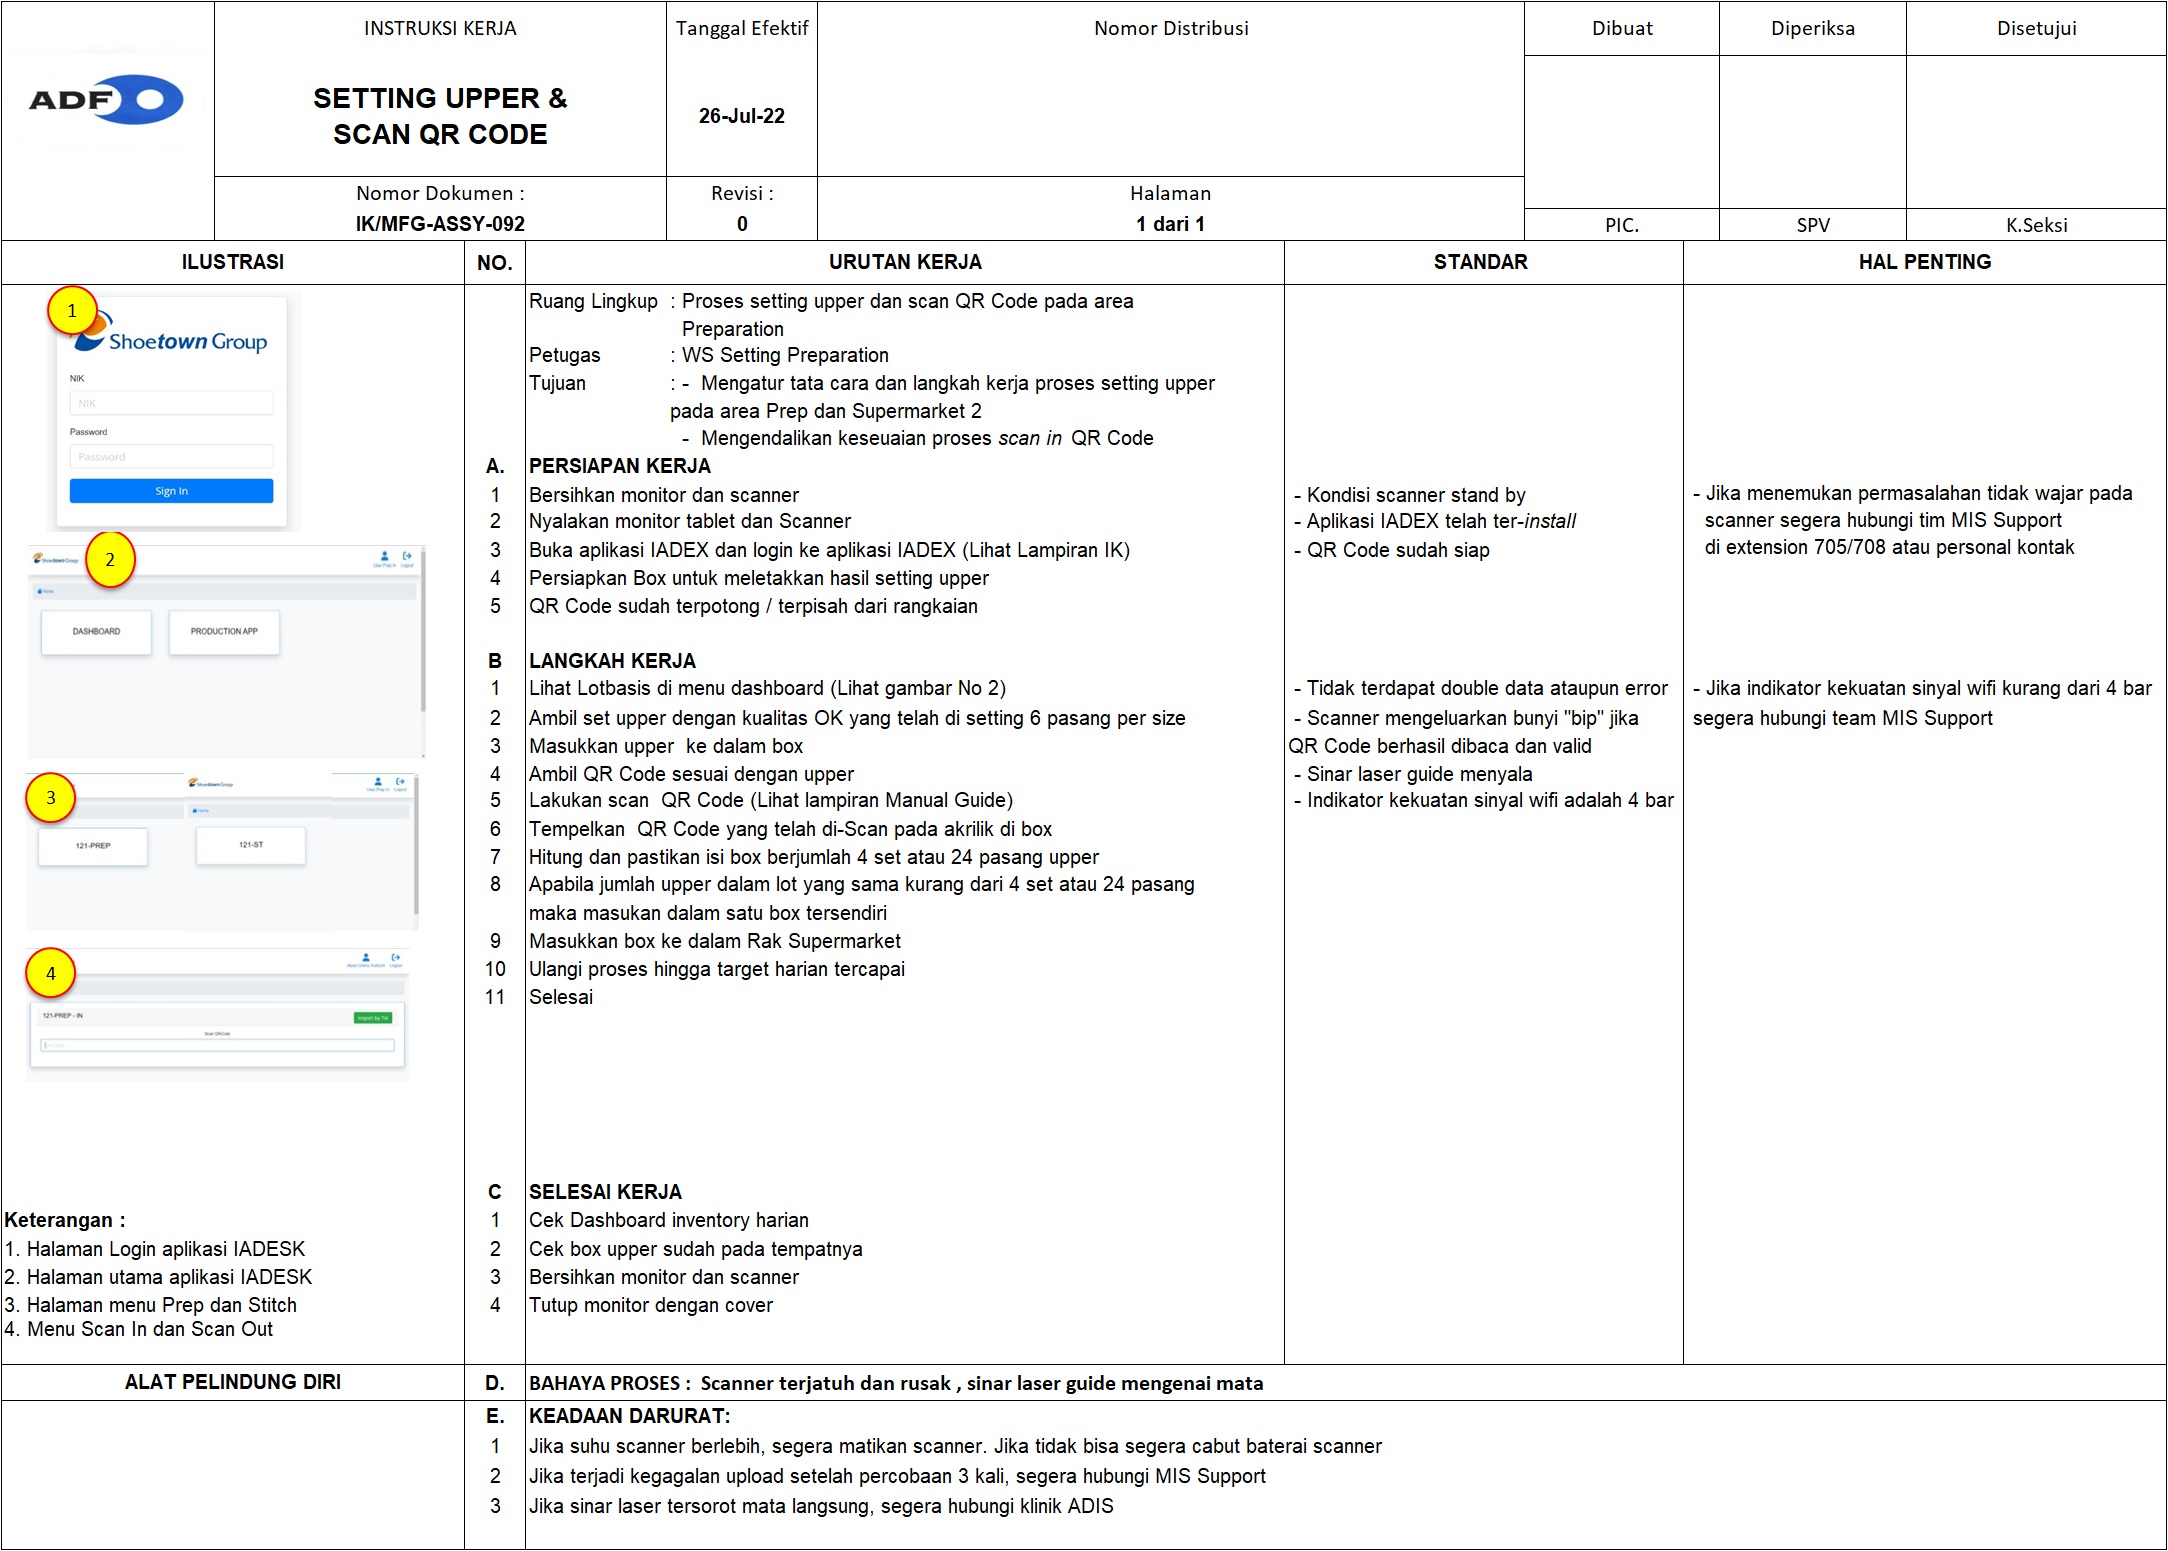 ADF
INSTRUKSI KERJA
SETTING UPPER &
SCAN QR CODE
Tanggal Efektif
26-Jul-22
Nomor Distribusi
Dibuat
Diperiksa
Disetujui
Nomor Dokumen :
IK/MFG-ASSY-092
Revisi :
0
Halaman
1 dari 1
PIC.
SPV
K.Seksi
ILUSTRASI
NO.
URUTAN KERJA
STANDAR
HAL PENTING
1
Shoetown Group
NIK
NIK
Password
Password
Sign In
2
Shoetown Group
User Prep In
Logout
Home
DASHBOARD
PRODUCTION APP
3
Shoetown Group
User Prep In
Logout
Home
121-PREP
121-ST
4
Logout
121-PREP - IN
Import by Txt
Scan QRCode
Keterangan :
1. Halaman Login aplikasi IADESK
2. Halaman utama aplikasi IADESK
3. Halaman menu Prep dan Stitch
4. Menu Scan In dan Scan Out
Ruang Lingkup : Proses setting upper dan scan QR Code pada area
Preparation
Petugas : WS Setting Preparation
Tujuan : - Mengatur tata cara dan langkah kerja proses setting upper
pada area Prep dan Supermarket 2
- Mengendalikan keseuaian proses scan in QR Code
A. PERSIAPAN KERJA
1 Bersihkan monitor dan scanner
2 Nyalakan monitor tablet dan Scanner
3 Buka aplikasi IADEX dan login ke aplikasi IADEX (Lihat Lampiran IK)
4 Persiapkan Box untuk meletakkan hasil setting upper
5 QR Code sudah terpotong / terpisah dari rangkaian
- Kondisi scanner stand by
- Aplikasi IADEX telah ter-install
- QR Code sudah siap
- Jika menemukan permasalahan tidak wajar pada
scanner segera hubungi tim MIS Support
di extension 705/708 atau personal kontak
B LANGKAH KERJA
1 Lihat Lotbasis di menu dashboard (Lihat gambar No 2)
2 Ambil set upper dengan kualitas OK yang telah di setting 6 pasang per size
3 Masukkan upper ke dalam box
4 Ambil QR Code sesuai dengan upper
5 Lakukan scan QR Code (Lihat lampiran Manual Guide)
6 Tempelkan QR Code yang telah di-Scan pada akrilik di box
7 Hitung dan pastikan isi box berjumlah 4 set atau 24 pasang upper
8 Apabila jumlah upper dalam lot yang sama kurang dari 4 set atau 24 pasang
maka masukan dalam satu box tersendiri
9 Masukkan box ke dalam Rak Supermarket
10 Ulangi proses hingga target harian tercapai
11 Selesai
- Tidak terdapat double data ataupun error
- Scanner mengeluarkan bunyi "bip" jika
QR Code berhasil dibaca dan valid
- Sinar laser guide menyala
- Indikator kekuatan sinyal wifi adalah 4 bar
- Jika indikator kekuatan sinyal wifi kurang dari 4 bar
segera hubungi team MIS Support
C SELESAI KERJA
1 Cek Dashboard inventory harian
2 Cek box upper sudah pada tempatnya
3 Bersihkan monitor dan scanner
4 Tutup monitor dengan cover
ALAT PELINDUNG DIRI
D. BAHAYA PROSES : Scanner terjatuh dan rusak , sinar laser guide mengenai mata
E. KEADAAN DARURAT:
1 Jika suhu scanner berlebih, segera matikan scanner. Jika tidak bisa segera cabut baterai scanner
2 Jika terjadi kegagalan upload setelah percobaan 3 kali, segera hubungi MIS Support
3 Jika sinar laser tersorot mata langsung, segera hubungi klinik ADIS